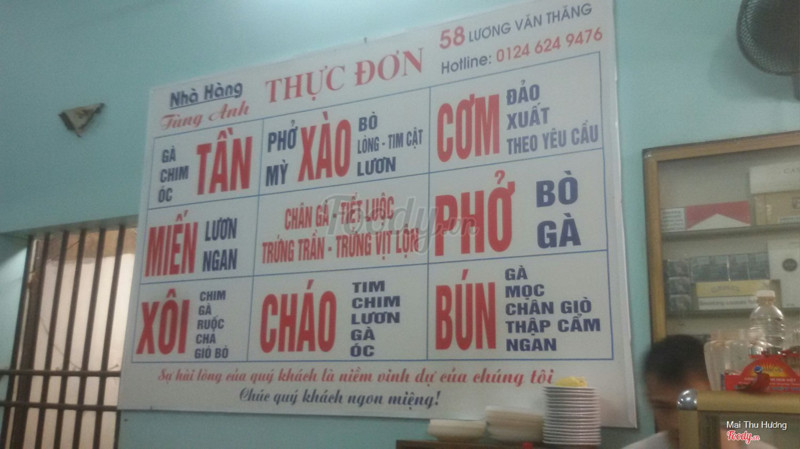 Nhà Hàng
Tùng Anh
THỰC ĐƠN
58 LƯƠNG VĂN THĂNG
Hotline: 0124 624 9476
GÀ
CHIM
ÓC
TẦN
PHỞ
MỲ
XÀO
BÒ
LÒNG - TIM CẬT
LƯƠN
CƠM
ĐẢO
XUẤT
THEO YÊU CẦU
MIẾN
LƯƠN
NGAN
CHÂN GÀ - TIẾT LUỘC
TRỨNG TRẦN - TRỨNG VỊT LỘN
PHỞ
BÒ
GÀ
XÔI
CHIM
GÀ
RUỐC
CHẢ
GIÒ BÒ
CHÁO
TIM
CHIM
LƯƠN
GÀ
ÓC
BÚN
GÀ
MỌC
CHÂN GIÒ
THẬP CẨM
NGAN
Sự hài lòng của quý khách là niềm vinh dự của chúng tôi
Chúc quý khách ngon miệng!
Foody.vn
Mai Thu Hương
Foody.vn